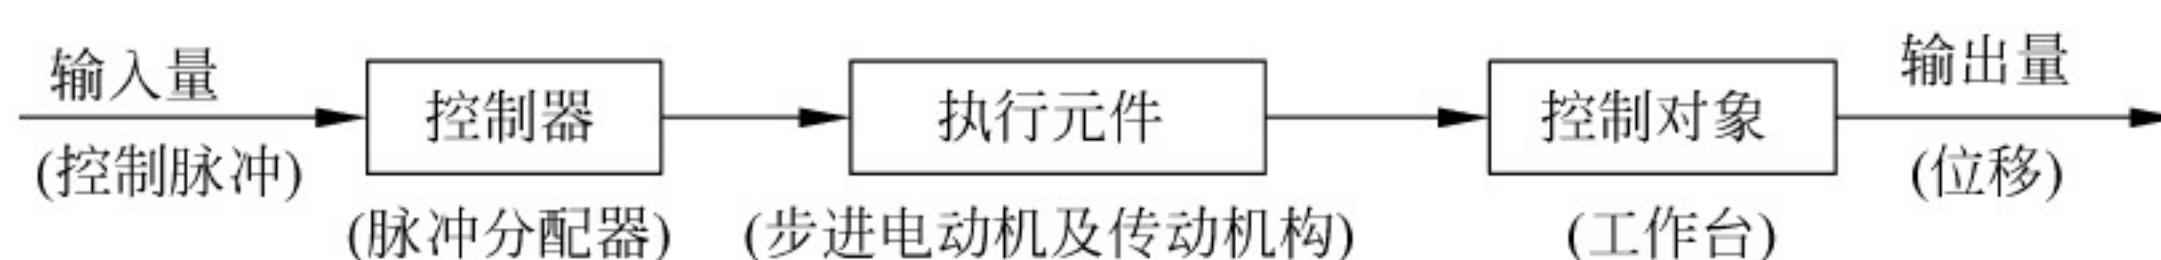 输入量
(控制脉冲)
控制器
(脉冲分配器)
执行元件
(步进电动机及传动机构)
控制对象
(工作台)
输出量
(位移)